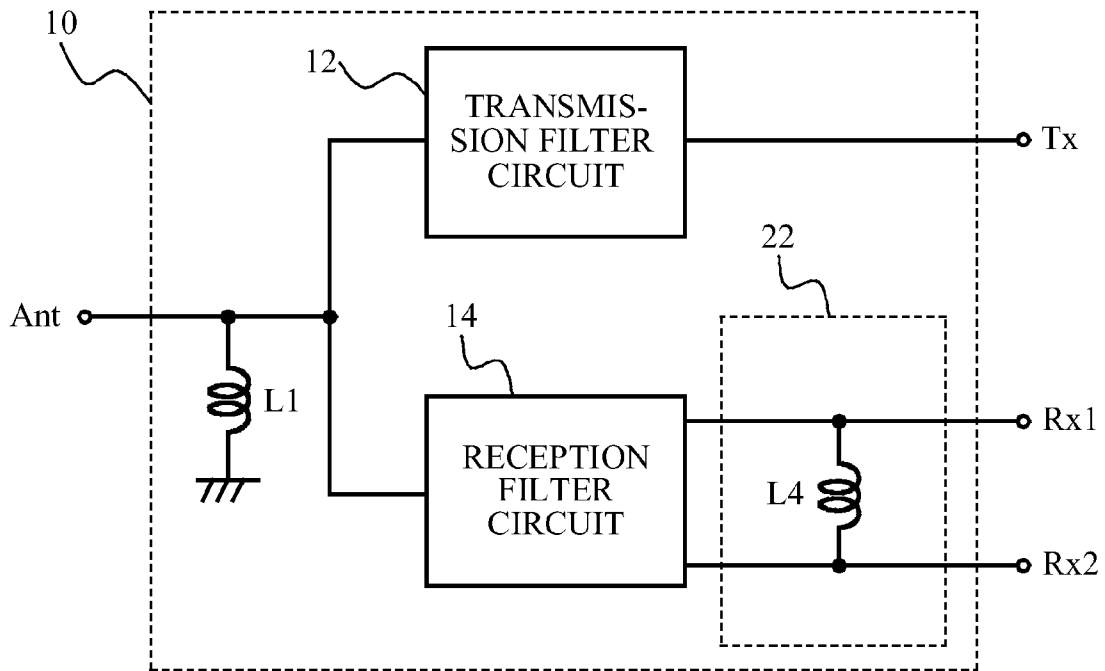 10
12
TRANSMIS-
SION FILTER
CIRCUIT
Tx
22
Ant
14
L1
Rx1
RECEPTION
FILTER
CIRCUIT
L4
Rx2